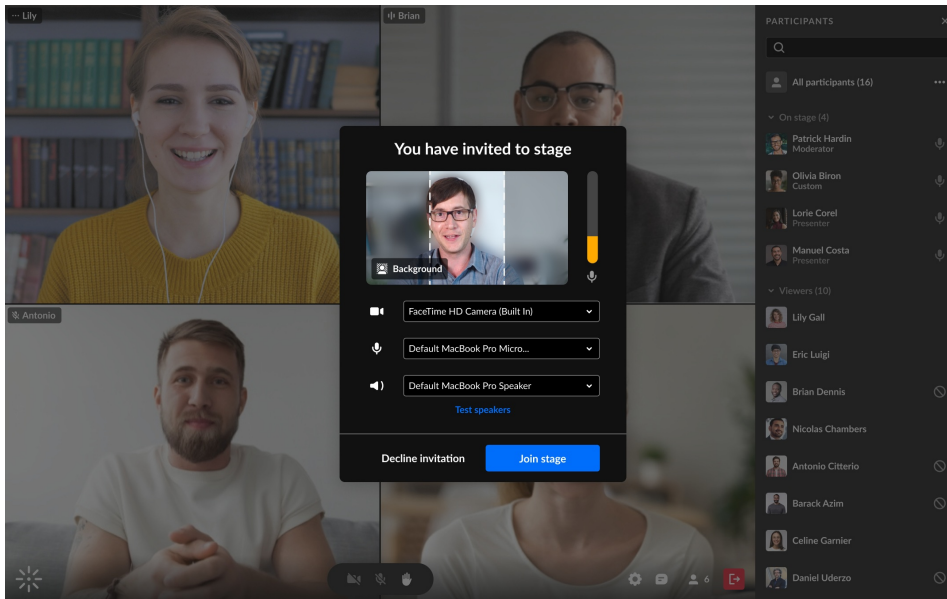 Lily
Brian
Antonio
You have invited to stage
Background
FaceTime HD Camera (Built In)
Default MacBook Pro Micro...
Default MacBook Pro Speaker
Test speakers
Decline invitation
Join stage
6
PARTICIPANTS
All participants (16)
On stage (4)
Patrick Hardin
Moderator
Olivia Biron
Custom
Lorie Corel
Presenter
Manuel Costa
Presenter
Viewers (10)
Lily Gall
Eric Luigi
Brian Dennis
Nicolas Chambers
Antonio Citterio
Barack Azim
Celine Garnier
Daniel Uderzo